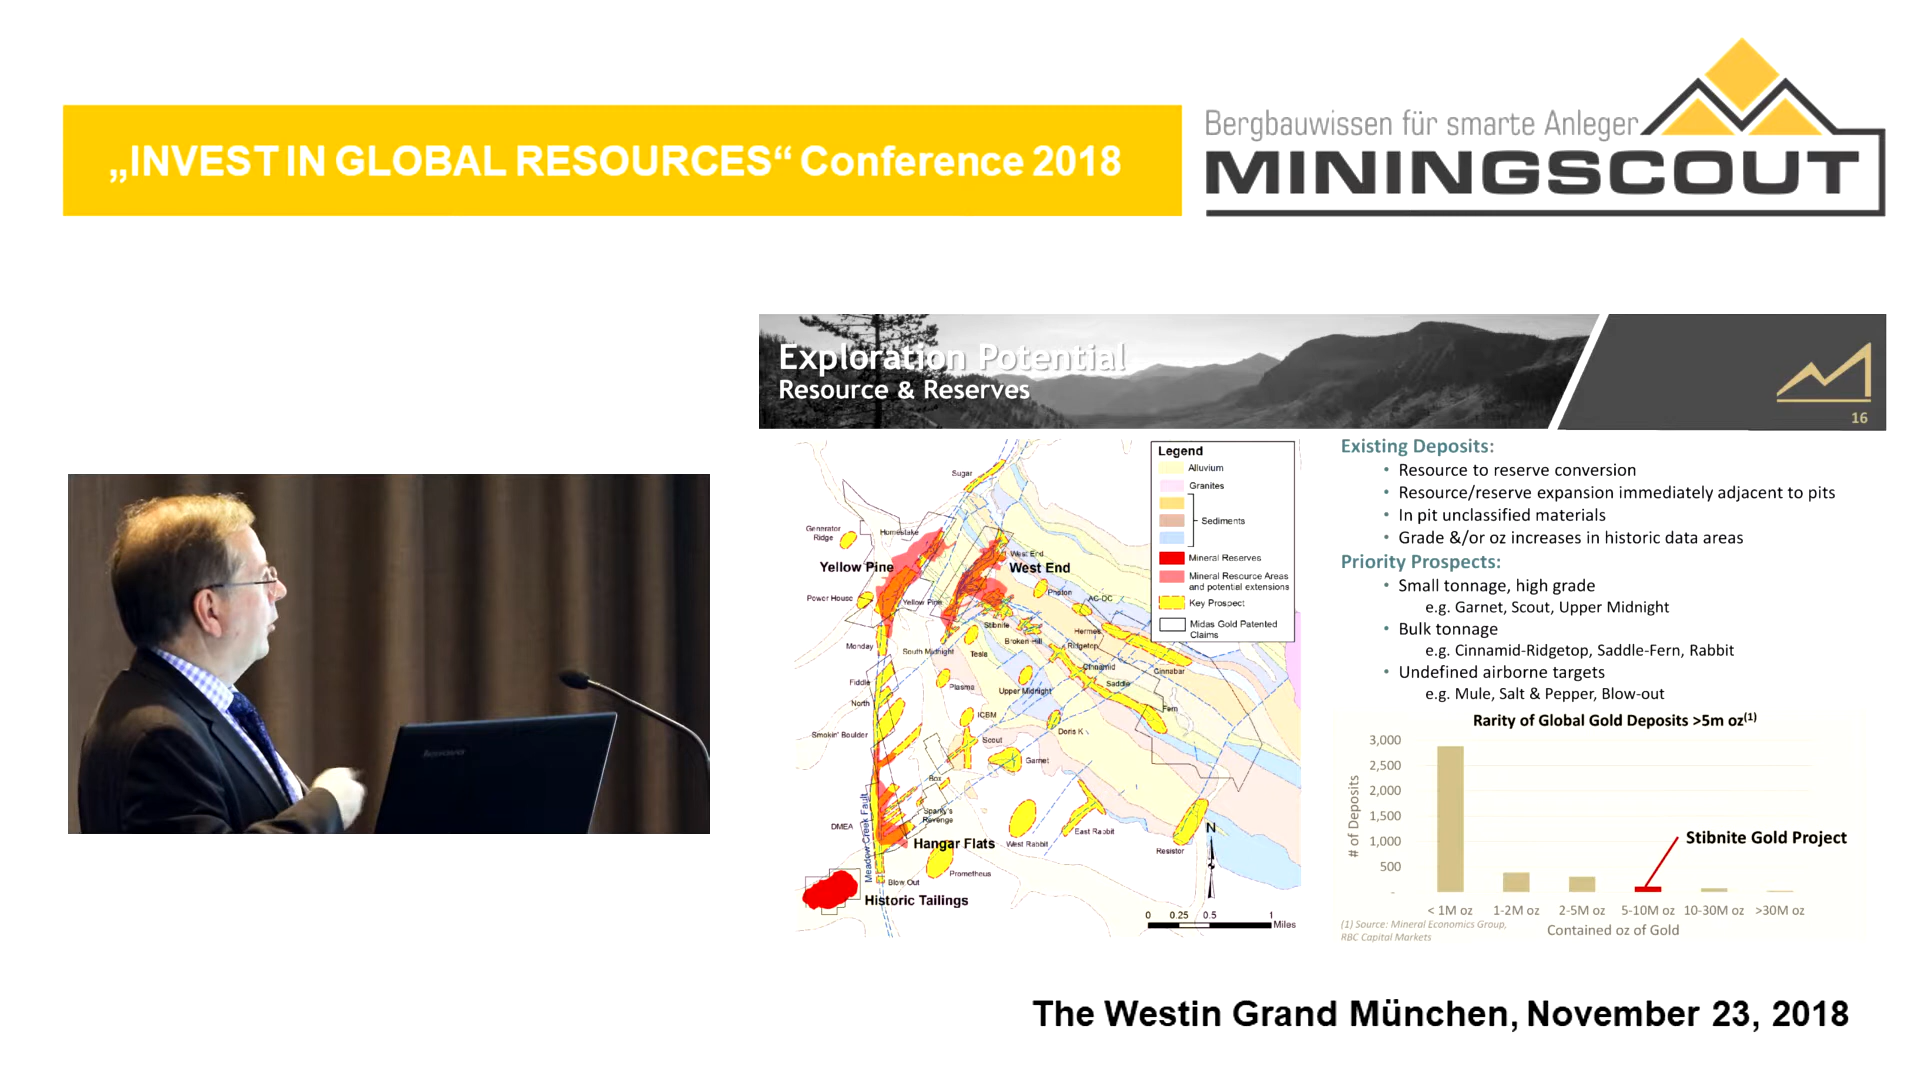 „INVEST IN GLOBAL RESOURCES“ Conference 2018
Bergbauwissen für smarte Anleger
MININGSCOUT
Exploration Potential
Resource & Reserves
16
lenovo
Sugar
Generator
Ridge
Homestake
Yellow Pine
West End
West End
Power House
Yellow Pine
Photon
AC-DC
Stibnite
Broken Hill
Hermes
Monday
South Midnight
Tesla
Ridgetop
Cinnamid
Cinnabar
Fiddle
Plasma
Upper Midnight
Saddle
North
ICBM
Fern
Smokin' Boulder
Scout
Doris K
Garnet
Box
DMEA
Meadow Creek Fault
Sparky's
Revenge
East Rabbit
Hangar Flats
West Rabbit
Resistor
Prometheus
Blow Out
Historic Tailings
N
0 0.25 0.5 1
Miles
Legend
Alluvium
Granites
Sediments
Mineral Reserves
Mineral Resource Areas
and potential extensions
Key Prospect
Midas Gold Patented
Claims
Existing Deposits:
• Resource to reserve conversion
• Resource/reserve expansion immediately adjacent to pits
• In pit unclassified materials
• Grade &/or oz increases in historic data areas
Priority Prospects:
• Small tonnage, high grade
e.g. Garnet, Scout, Upper Midnight
• Bulk tonnage
e.g. Cinnamid-Ridgetop, Saddle-Fern, Rabbit
• Undefined airborne targets
e.g. Mule, Salt & Pepper, Blow-out
Rarity of Global Gold Deposits >5m oz(1)
# of Deposits
3,000
2,500
2,000
1,500
1,000
500
-
Stibnite Gold Project
< 1M oz 1-2M oz 2-5M oz 5-10M oz 10-30M oz >30M oz
Contained oz of Gold
(1) Source: Mineral Economics Group,
RBC Capital Markets
The Westin Grand München, November 23, 2018